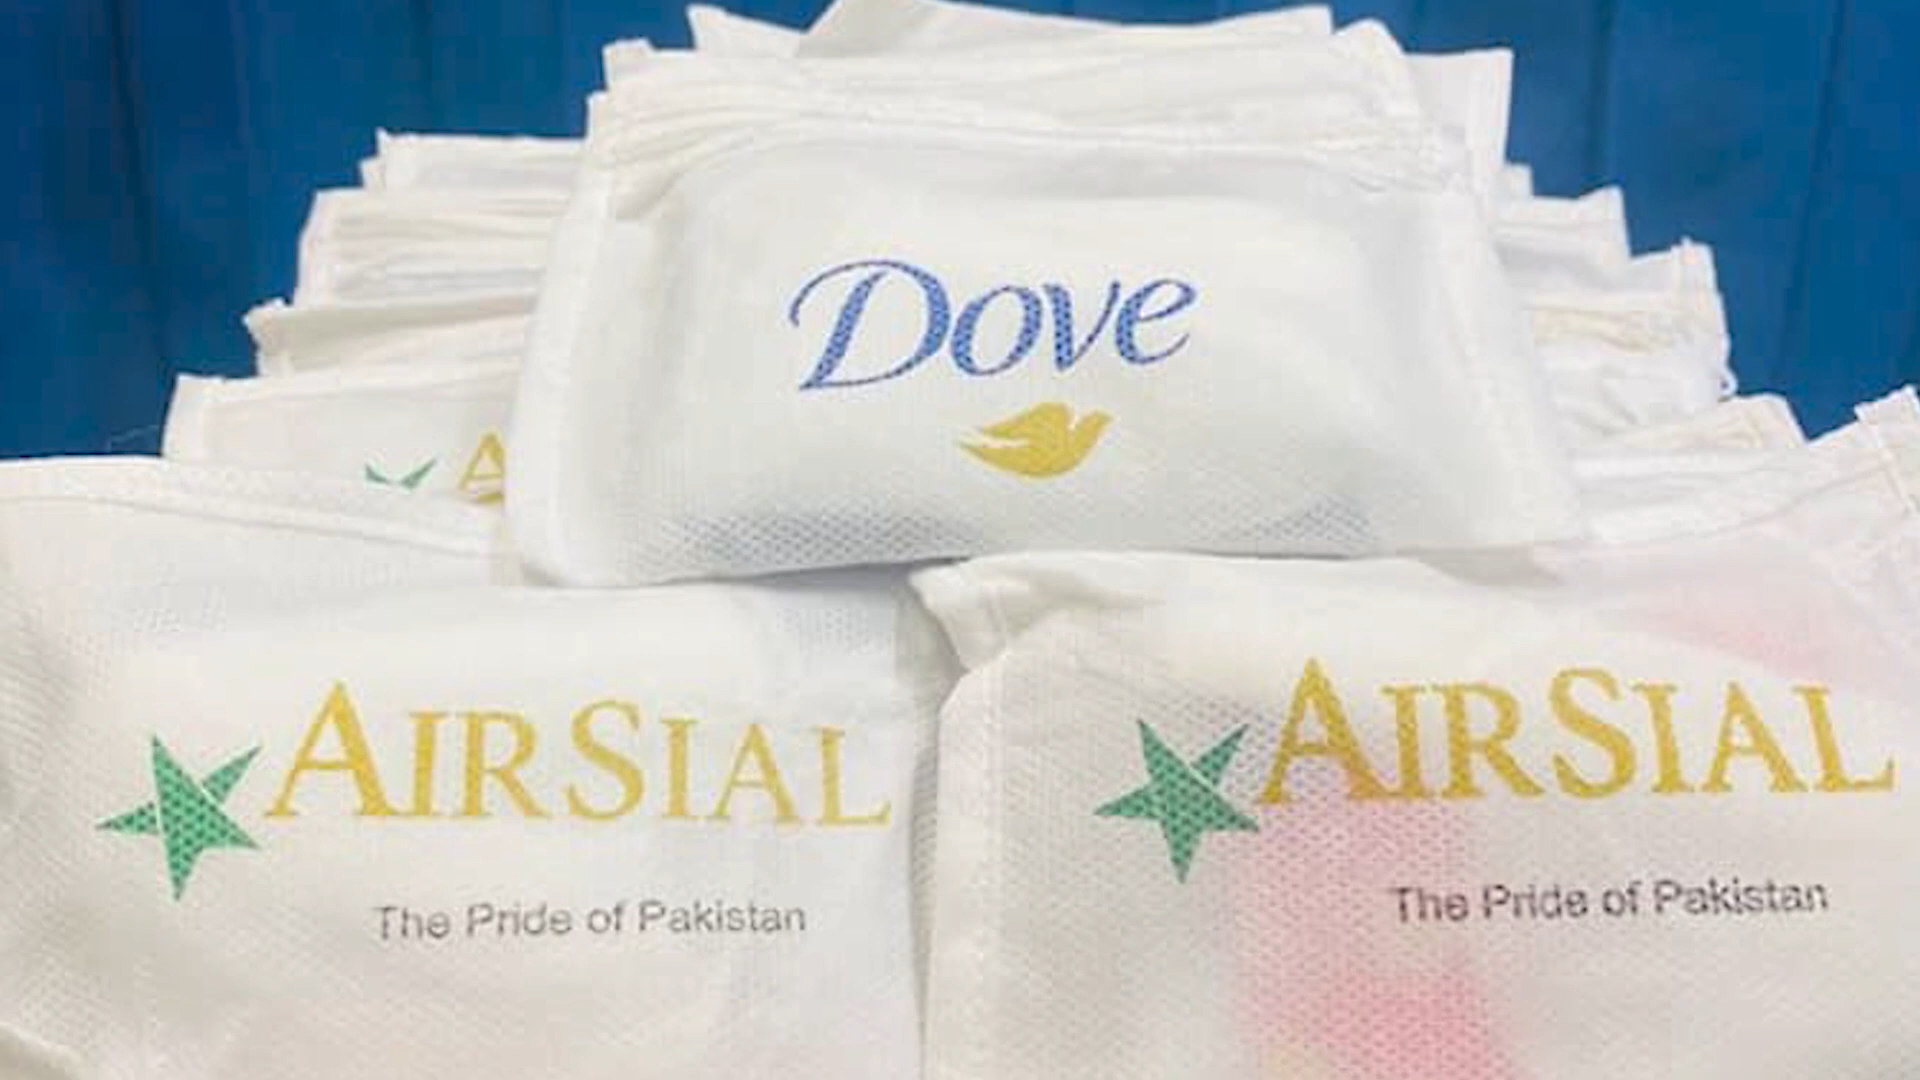 Dove
A
AIRSIAL
The Pride of Pakistan
AIRSIAL
The Pride of Pakistan